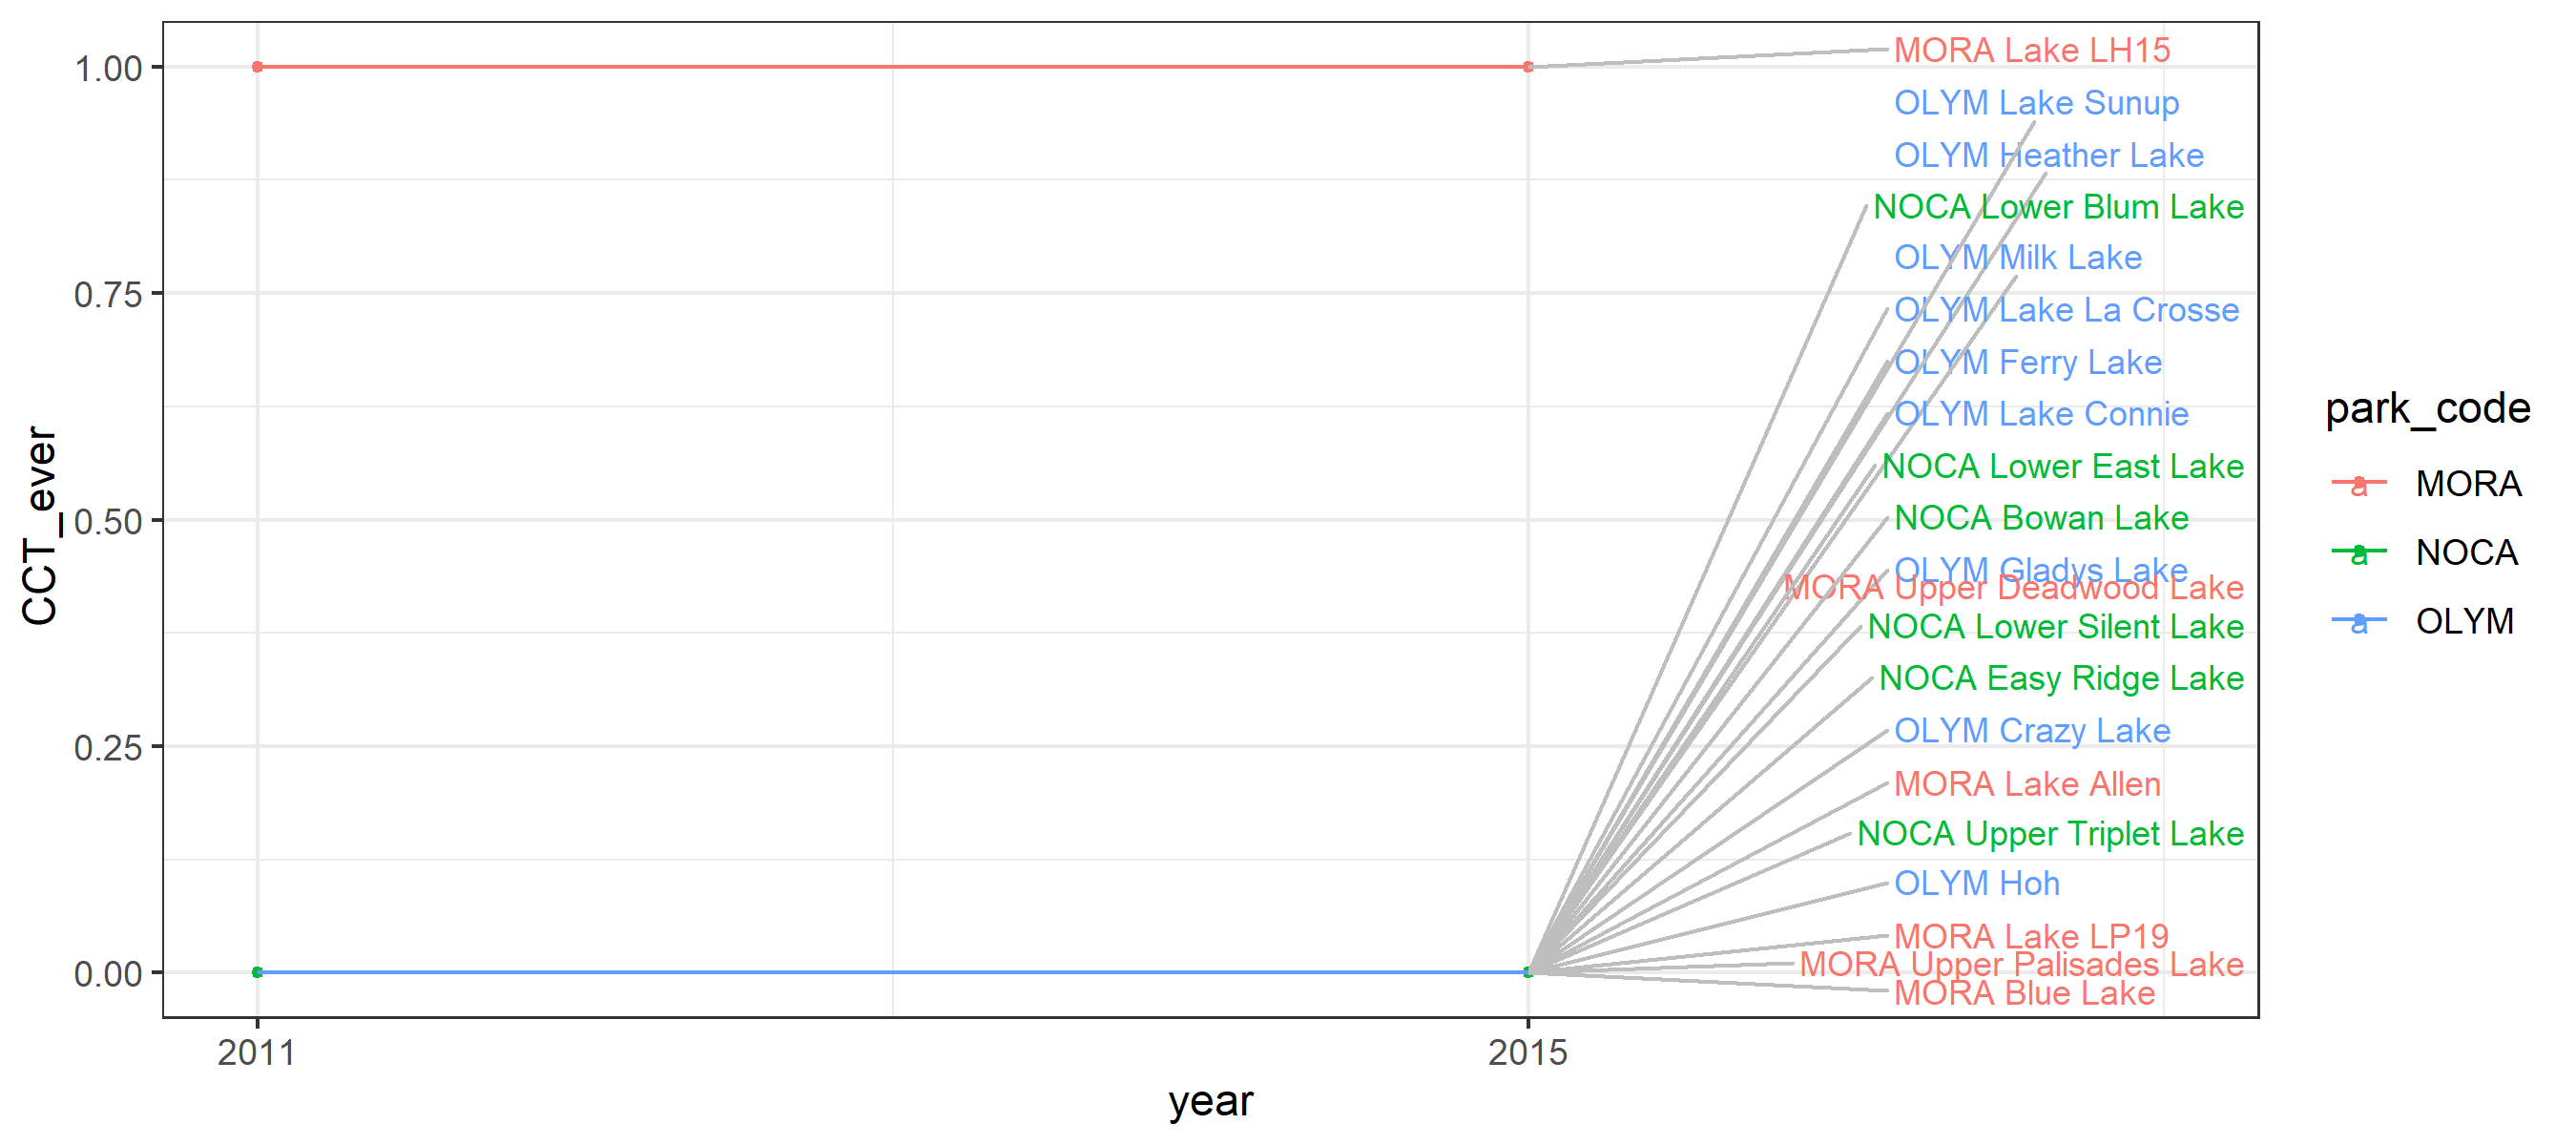 CCT_ever
1.00
0.75
0.50
0.25
0.00
MORA Lake LH15
OLYM Lake Sunup
OLYM Heather Lake
NOCA Lower Blum Lake
OLYM Milk Lake
OLYM Lake La Crosse
OLYM Ferry Lake
OLYM Lake Connie
NOCA Lower East Lake
NOCA Bowan Lake
OLYM Gladys Lake
MORA Upper Deadwood Lake
NOCA Lower Silent Lake
NOCA Easy Ridge Lake
OLYM Crazy Lake
MORA Lake Allen
NOCA Upper Triplet Lake
OLYM Hoh
MORA Lake LP19
MORA Upper Palisades Lake
MORA Blue Lake
2011
2015
year
park_code
a MORA
a NOCA
a OLYM